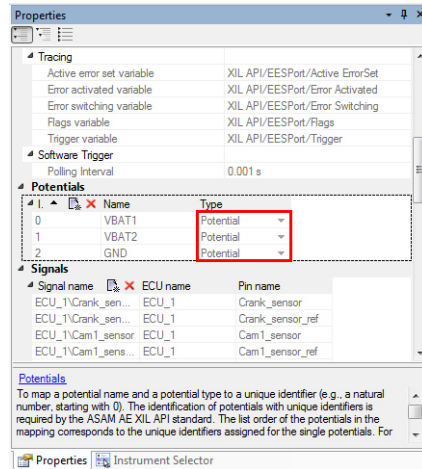 Properties
Tracing
Active error set variable XIL API/EESPort/Active ErrorSet
Error activated variable XIL API/EESPort/Error Activated
Error switching variable XIL API/EESPort/Error Switching
Flags variable XIL API/EESPort/Flags
Trigger variable XIL API/EESPort/Trigger
Software Trigger
Polling Interval 0.001 s
Potentials
I. Name Type
0 VBAT1 Potential
1 VBAT2 Potential
2 GND Potential
Signals
Signal name ECU name Pin name
ECU_1\Crank_sen... ECU_1 Crank_sensor
ECU_1\Crank_sen... ECU_1 Crank_sensor_ref
ECU_1\Cam1_sensor ECU_1 Cam1_sensor
ECU_1\Cam1_sens... ECU_1 Cam1_sensor_ref
Potentials
To map a potential name and a potential type to a unique identifier (e.g., a natural
number, starting with 0). The identification of potentials with unique identifiers is
required by the ASAM AE XIL API standard. The list order of the potentials in the
mapping corresponds to the unique identifiers assigned for the single potentials. For
Properties Instrument Selector